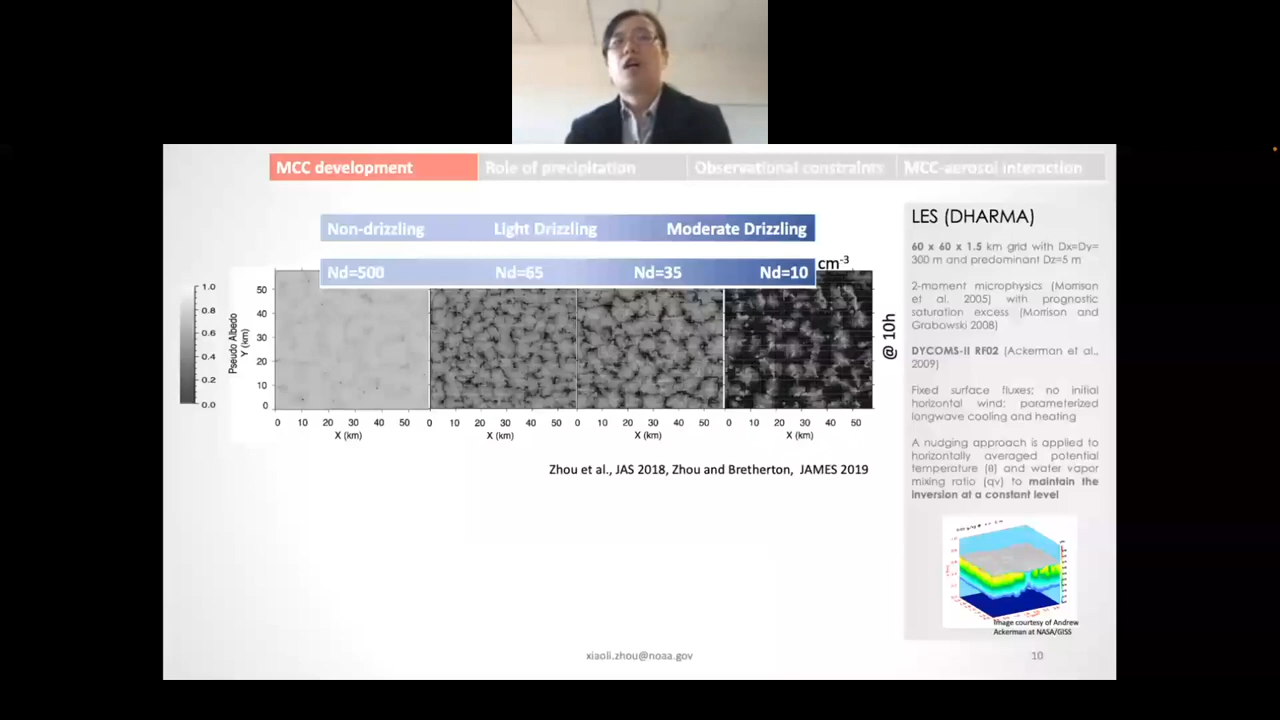 MCC development
Role of precipitation
Observational constraints
MCC-aerosol interaction
Non-drizzling
Light Drizzling
Moderate Drizzling
Nd=500
Nd=65
Nd=35
Nd=10
cm-3
1.0
0.8
0.6
0.4
0.2
0.0
Pseudo Albedo
Y (km)
50
40
30
20
10
0
0 10 20 30 40 50
X (km)
0 10 20 30 40 50
X (km)
0 10 20 30 40 50
X (km)
0 10 20 30 40 50
X (km)
@ 10h
Zhou et al., JAS 2018, Zhou and Bretherton, JAMES 2019
LES (DHARMA)
60 x 60 x 1.5 km grid with Dx=Dy=
300 m and predominant Dz=5 m
2-moment microphysics (Morrison
et al. 2005) with prognostic
saturation excess (Morrison and
Grabowski 2008)
DYCOMS-II RF02 (Ackerman et al.,
2009)
Fixed surface fluxes; no initial
horizontal wind; parameterized
longwave cooling and heating
A nudging approach is applied to
horizontally averaged potential
temperature (θ) and water vapor
mixing ratio (qv) to maintain the
inversion at a constant level
Image courtesy of Andrew
Ackerman at NASA/GISS
xiaoli.zhou@noaa.gov
10